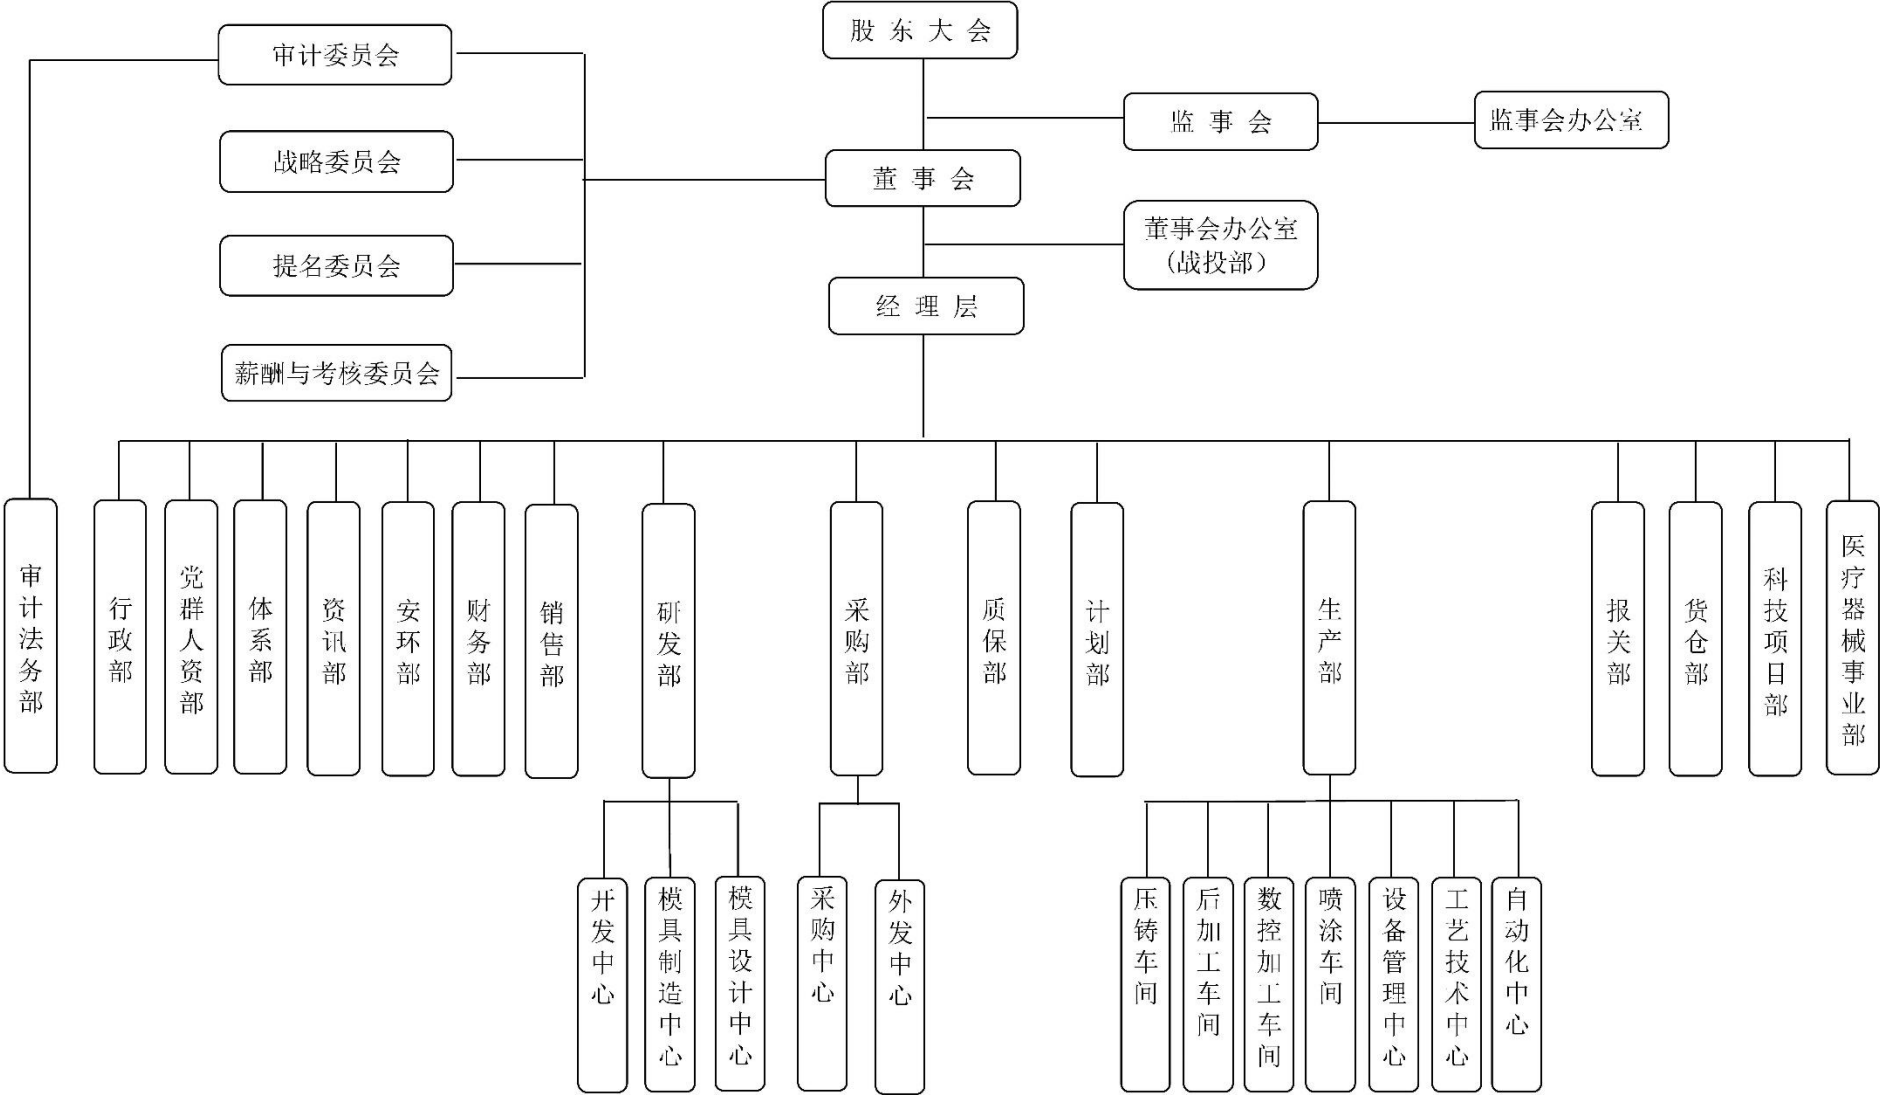 股东大会
审计委员会
监事会
监事会办公室
战略委员会
董事会
董事会办公室
（战投部）
提名委员会
经理层
薪酬与考核委员会
审计法务部
行政部
党群人资部
体系部
资讯部
安环部
财务部
销售部
研发部
采购部
质保部
计划部
生产部
报关部
货仓部
科技项目部
医疗器械事业部
开发中心
模具制造中心
模具设计中心
采购中心
外发中心
压铸车间
后加工车间
数控加工车间
喷涂车间
设备管理中心
工艺技术中心
自动化中心